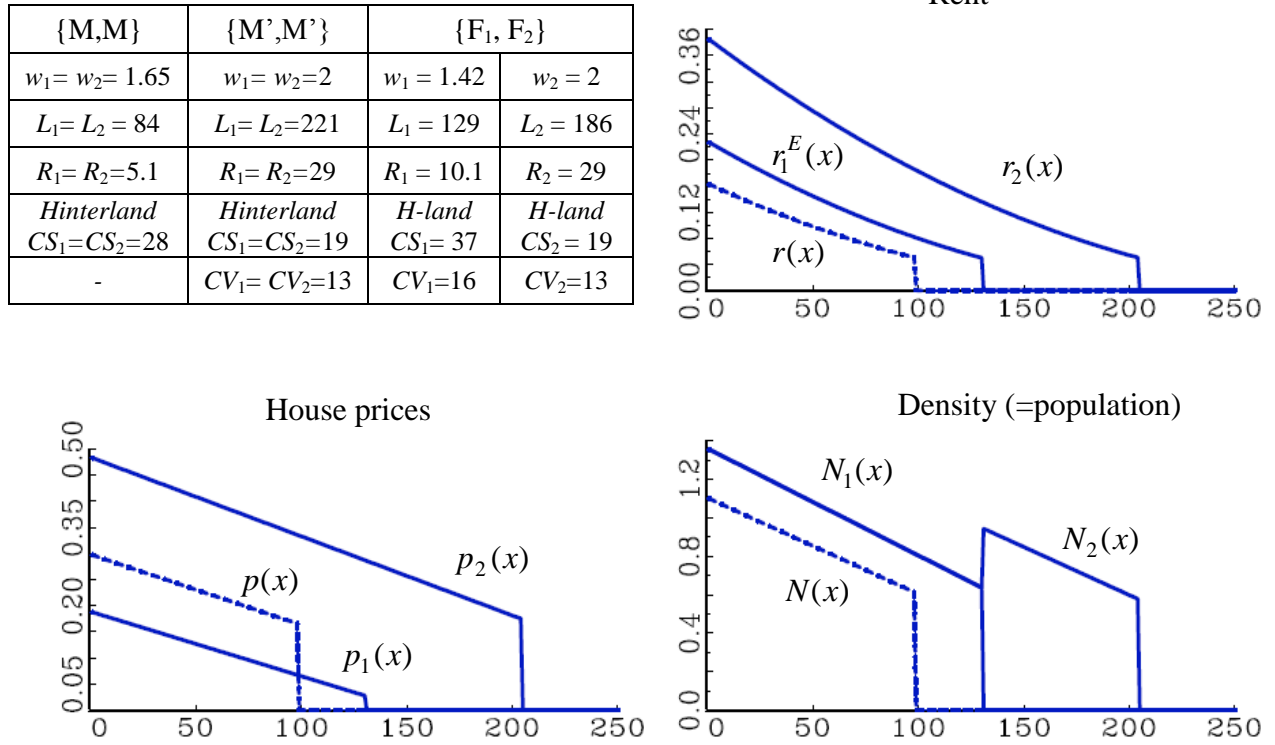 {M,M} {M’,M’} {F1, F2}
w1= w2= 1.65 w1= w2=2 w1 = 1.42 w2 = 2
L1= L2 = 84 L1= L2=221 L1 = 129 L2 = 186
R1= R2=5.1 R1= R2=29 R1 = 10.1 R2 = 29
Hinterland Hinterland H-land H-land
CS1=CS2=28 CS1=CS2=19 CS1= 37 CS2 = 19
- CV1= CV2=13 CV1=16 CV2=13
0.36
0.24
0.12
0.00
r1E(x)
r2(x)
r(x)
0 50 100 150 200 250
House prices
0.50
0.35
0.20
0.05
p2(x)
p(x)
p1(x)
0 50 100 150 200 250
Density (=population)
1.2
0.8
0.4
0.0
N1(x)
N2(x)
N(x)
0 50 100 150 200 250